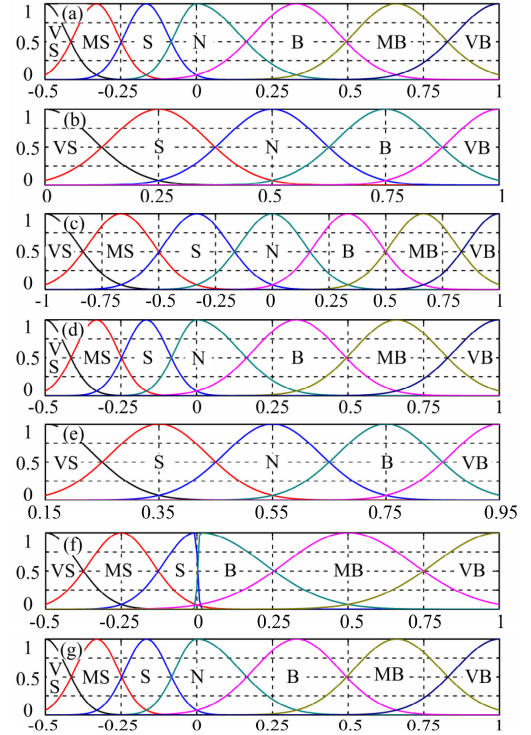 1 (a)
V MS S N B MB VB
0.5
S
0
-0.5 -0.25 0 0.25 0.5 0.75 1
1 (b)
VS S N B VB
0.5
0
0 0.25 0.5 0.75 1
1 (c)
VS MS S N B MB VB
0.5
0
-1 -0.75 -0.5 -0.25 0 0.25 0.5 0.75 1
1 (d)
V MS S N B MB VB
0.5
S
0
-0.5 -0.25 0 0.25 0.5 0.75 1
1 (e)
VS S N B VB
0.5
0
0.15 0.35 0.55 0.75 0.95
1 (f)
VS MS S B MB VB
0.5
0
-0.5 -0.25 0 0.25 0.5 0.75 1
1 (g)
V MS S N B MB VB
0.5
S
0
-0.5 -0.25 0 0.25 0.5 0.75 1